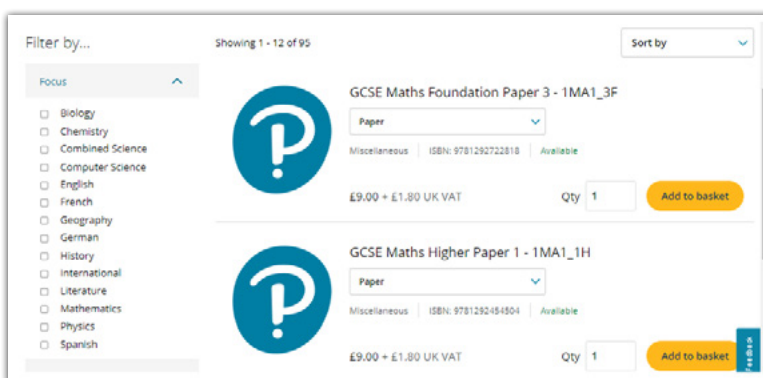 Filter by...
Showing 1 - 12 of 95
Sort by
Focus
Biology
Chemistry
Combined Science
Computer Science
English
French
Geography
German
History
International
Literature
Mathematics
Physics
Spanish
GCSE Maths Foundation Paper 3 - 1MA1_3F
Paper
Miscellaneous | ISBN: 9781292722818 | Available
£9.00 + £1.80 UK VAT Qty 1 Add to basket
GCSE Maths Higher Paper 1 - 1MA1_1H
Paper
Miscellaneous | ISBN: 9781292454504 | Available
£9.00 + £1.80 UK VAT Qty 1 Add to basket
Feedback